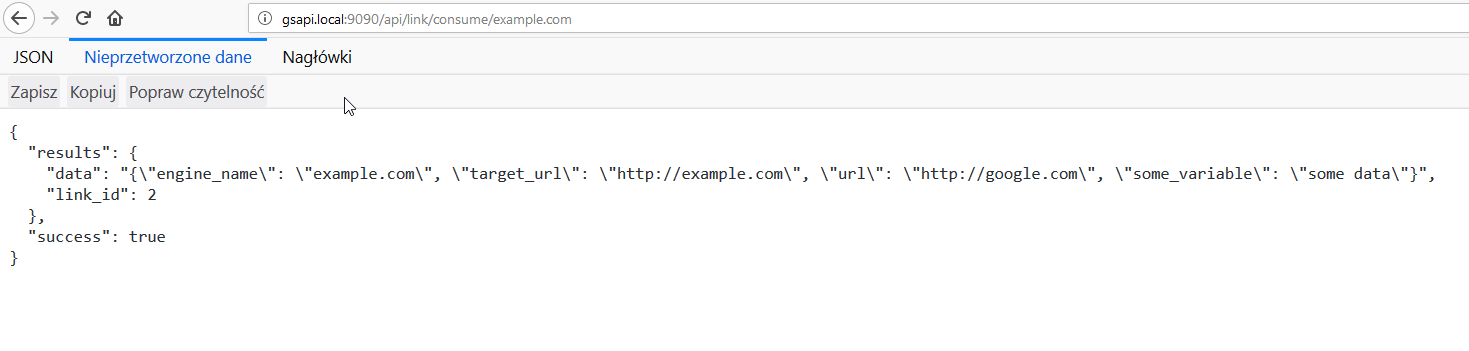 gsapi.local:9090/api/link/consume/example.com
JSON Nieprzetworzone dane Nagłówki
Zapisz Kopiuj Popraw czytelność
{
  "results": {
    "data": "{\"engine_name\": \"example.com\", \"target_url\": \"http://example.com\", \"url\": \"http://google.com\", \"some_variable\": \"some data\"}",
    "link_id": 2
  },
  "success": true
}